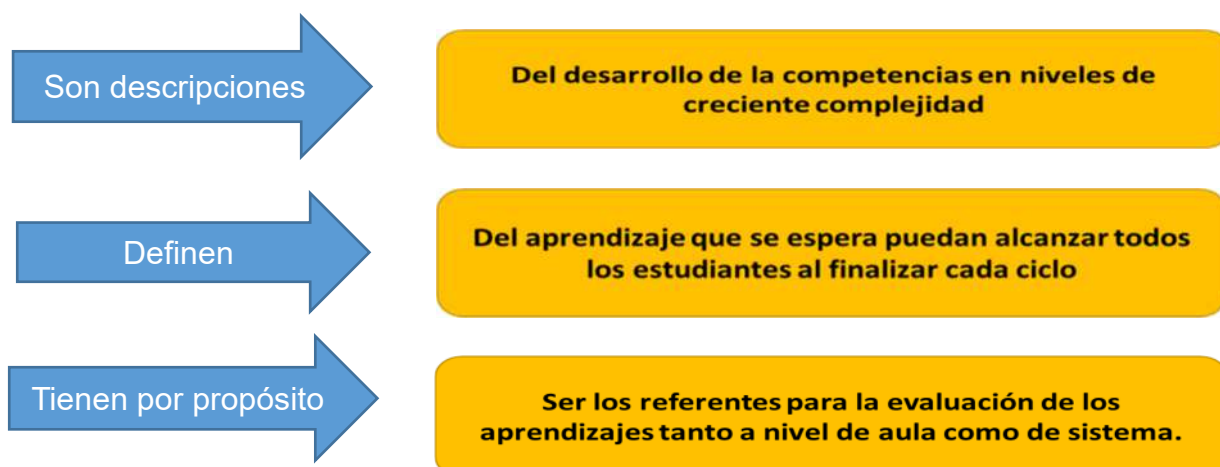 Son descripciones
Del desarrollo de la competencias en niveles de
creciente complejidad
Definen
Del aprendizaje que se espera puedan alcanzar todos
los estudiantes al finalizar cada ciclo
Tienen por propósito
Ser los referentes para la evaluación de los
aprendizajes tanto a nivel de aula como de sistema.